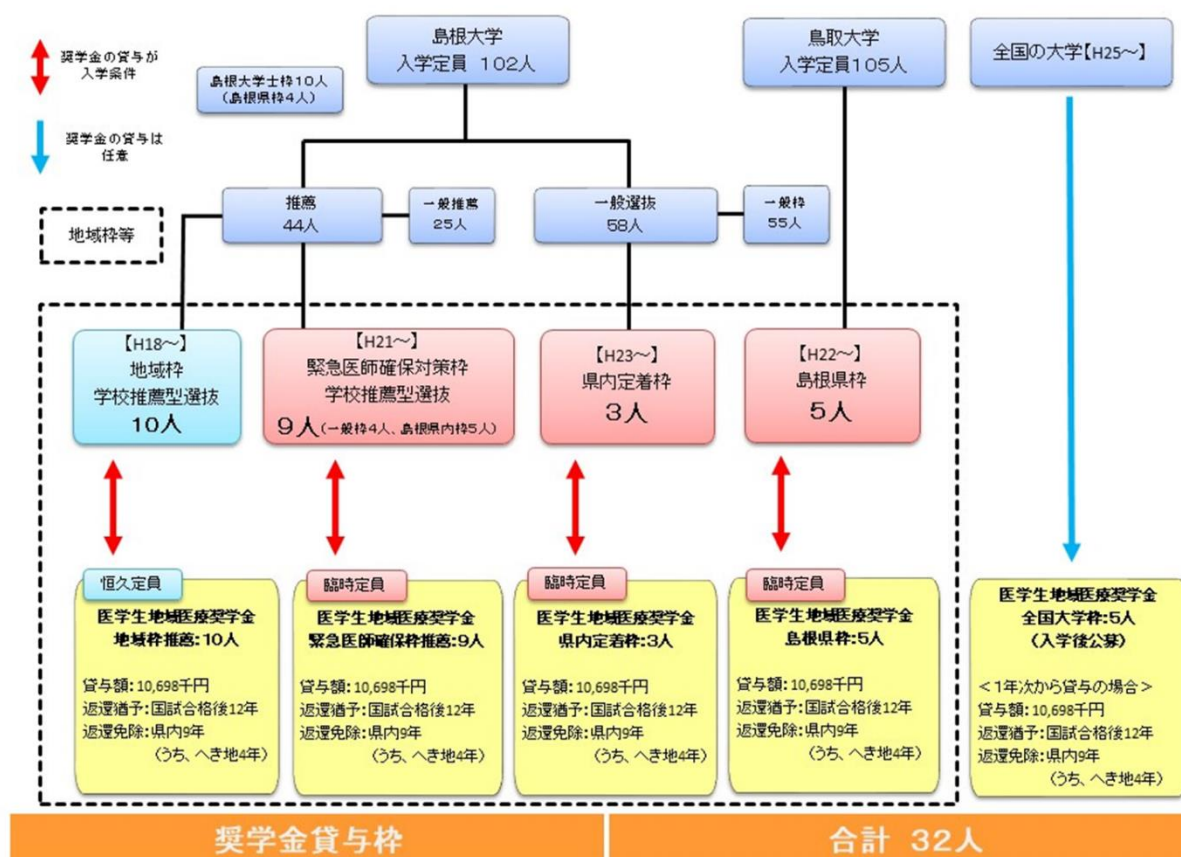 奨学金の貸与が
入学条件
奨学金の貸与は
任意
島根大学
入学定員 102人
鳥取大学
入学定員105人
全国の大学【H25～】
島根大学士枠10人
(島根県枠4人)
推薦
44人
一般推薦
25人
一般選抜
58人
一般枠
55人
地域枠等
【H18～】
地域枠
学校推薦型選抜
10人
【H21～】
緊急医師確保対策枠
学校推薦型選抜
9人(一般枠4人、島根県内枠5人)
【H23～】
県内定着枠
3人
【H22～】
島根県枠
5人
恒久定員
医学生地域医療奨学金
地域枠推薦:10人
貸与額:10,698千円
返還猶予:国試合格後12年
返還免除:県内9年
(うち、へき地4年)
臨時定員
医学生地域医療奨学金
緊急医師確保枠推薦:9人
貸与額:10,698千円
返還猶予:国試合格後12年
返還免除:県内9年
(うち、へき地4年)
臨時定員
医学生地域医療奨学金
県内定着枠:3人
貸与額:10,698千円
返還猶予:国試合格後12年
返還免除:県内9年
(うち、へき地4年)
臨時定員
医学生地域医療奨学金
島根県枠:5人
貸与額:10,698千円
返還猶予:国試合格後12年
返還免除:県内9年
(うち、へき地4年)
医学生地域医療奨学金
全国大学枠:5人
(入学後公募)
<1年次から貸与の場合>
貸与額:10,698千円
返還猶予:国試合格後12年
返還免除:県内9年
(うち、へき地4年)
奨学金貸与枠
合計 32人